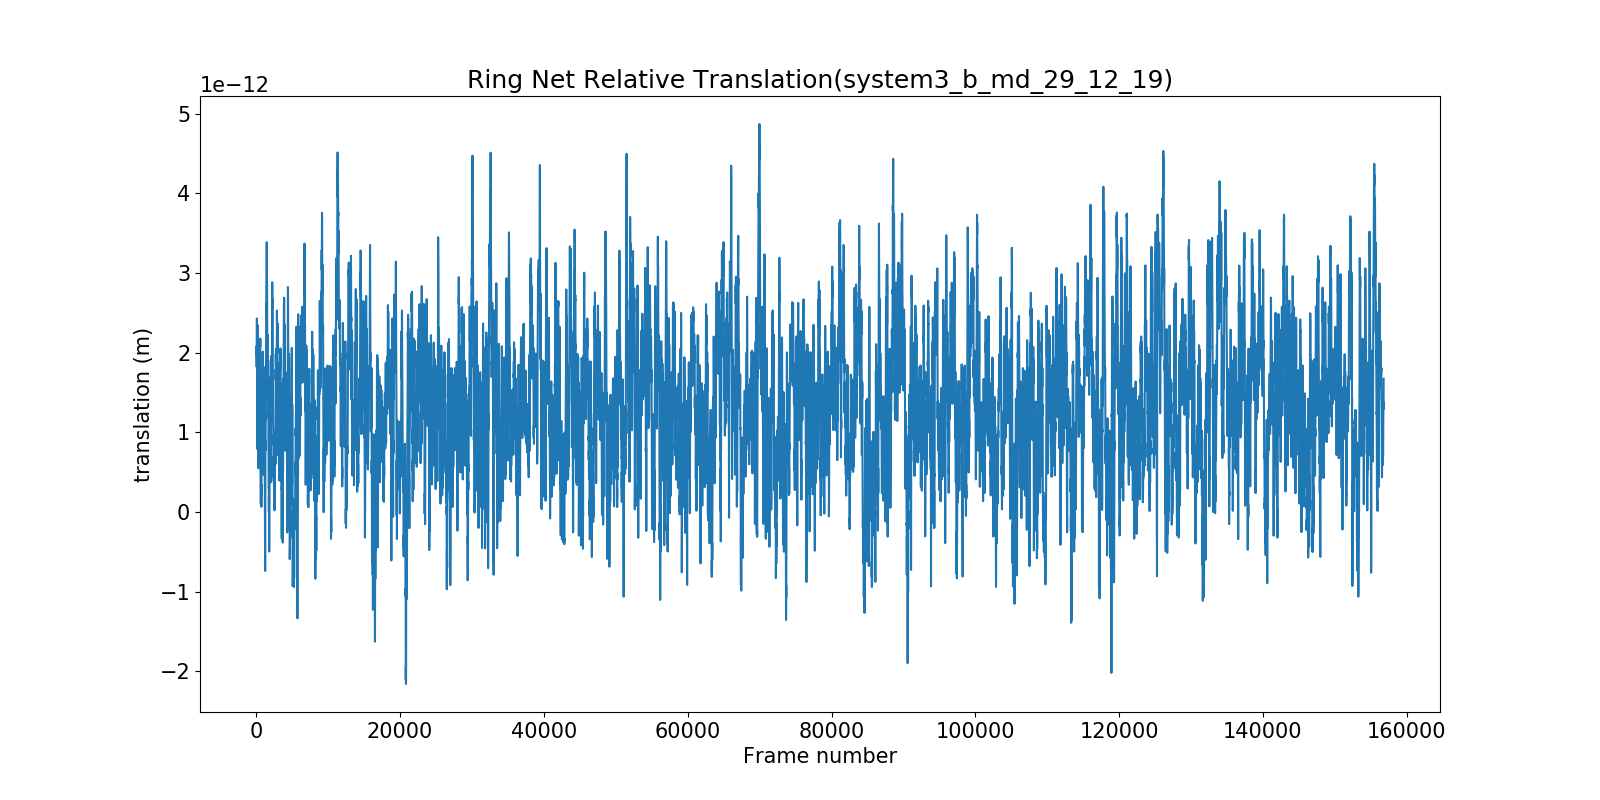 Ring Net Relative Translation(system3_b_md_29_12_19)
1e−12
5
4
3
2
1
0
−1
−2
translation (m)
0 20000 40000 60000 80000 100000 120000 140000 160000
Frame number